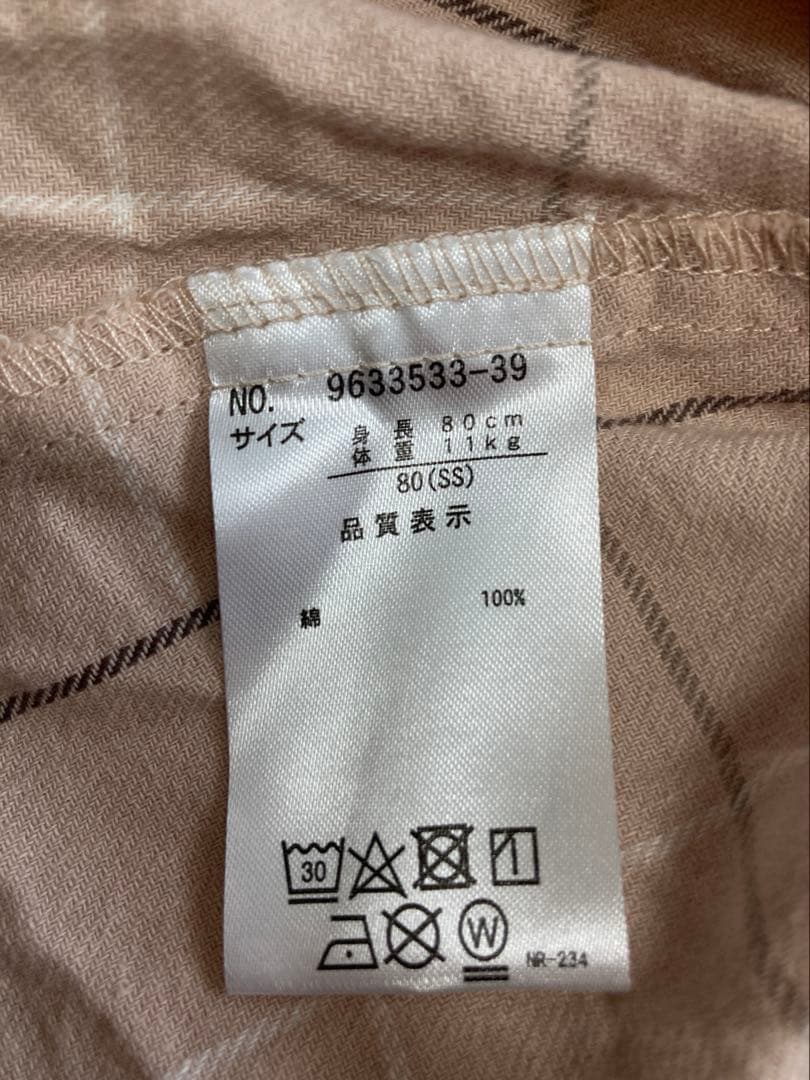 NO. 9633533-39
サイズ 身長 80cm
体重 11kg
80(SS)
品質表示
綿 100%
30
W
NR-234